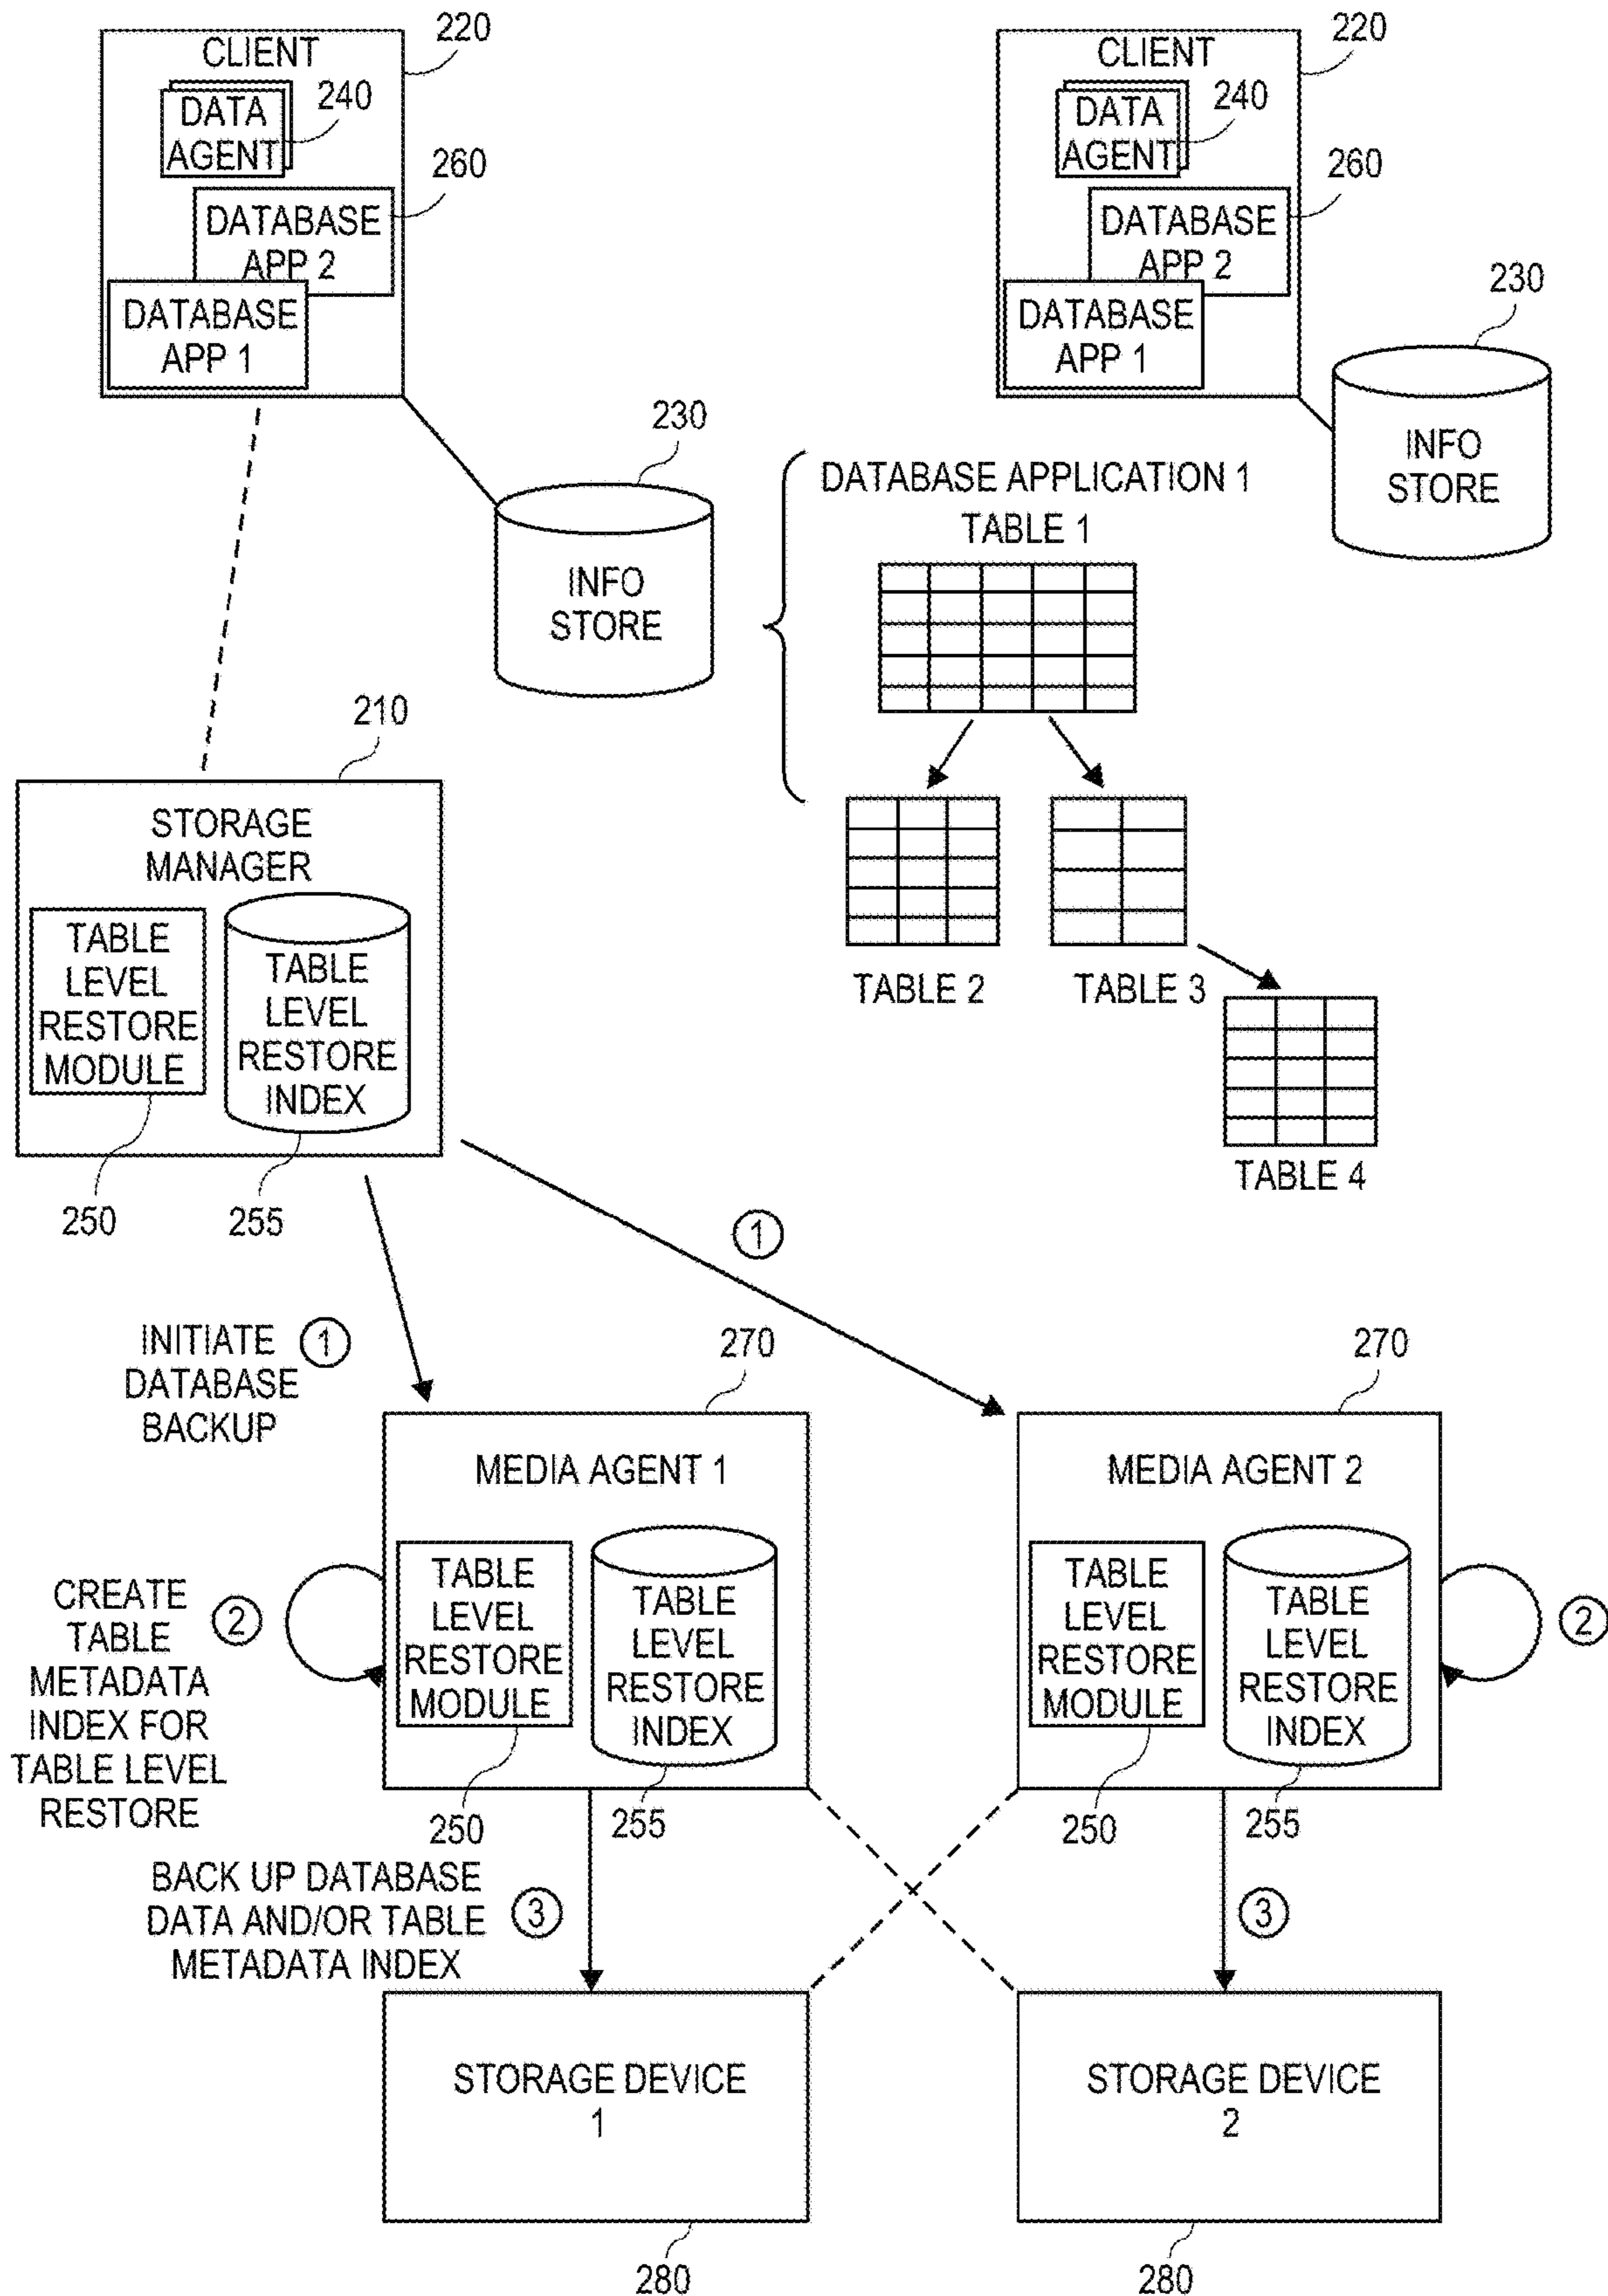 CLIENT
220
DATA
AGENT
240
260
DATABASE
APP 2
DATABASE
APP 1
CLIENT
220
DATA
AGENT
240
260
DATABASE
APP 2
DATABASE
APP 1
230
INFO
STORE
230
INFO
STORE
DATABASE APPLICATION 1
TABLE 1
TABLE 2
TABLE 3
TABLE 4
210
STORAGE
MANAGER
TABLE
LEVEL
RESTORE
MODULE
TABLE
LEVEL
RESTORE
INDEX
250
255
1
INITIATE
DATABASE
BACKUP
1
270
MEDIA AGENT 1
TABLE
LEVEL
RESTORE
MODULE
TABLE
LEVEL
RESTORE
INDEX
250
255
270
MEDIA AGENT 2
TABLE
LEVEL
RESTORE
MODULE
TABLE
LEVEL
RESTORE
INDEX
250
255
CREATE
TABLE
METADATA
INDEX FOR
TABLE LEVEL
RESTORE
2
2
BACK UP DATABASE
DATA AND/OR TABLE
METADATA INDEX
3
3
STORAGE DEVICE
1
280
STORAGE DEVICE
2
280